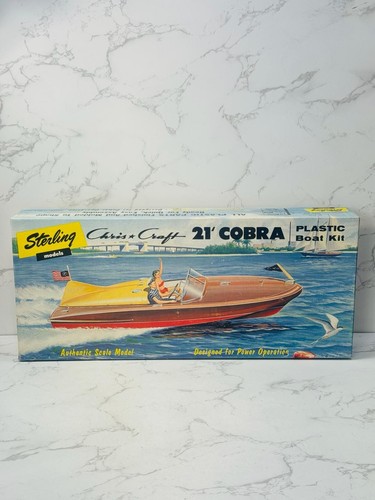 Sterling
models
Chris Craft
21' COBRA
PLASTIC
Boat Kit
Authentic Scale Model
Designed for Power Operation